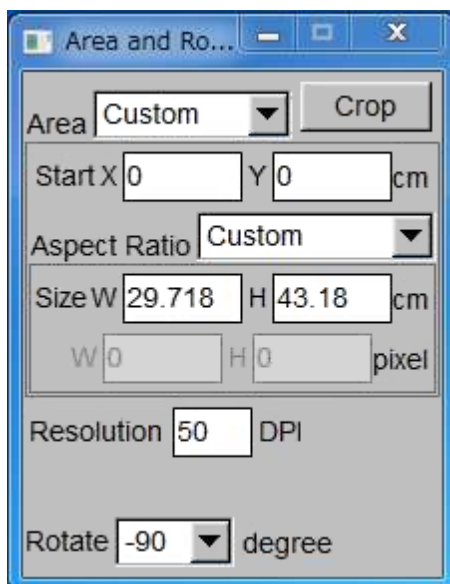 Area and Ro...
Area Custom Crop
Start X 0 Y 0 cm
Aspect Ratio Custom
Size W 29.718 H 43.18 cm
W 0 H 0 pixel
Resolution 50 DPI
Rotate -90 degree